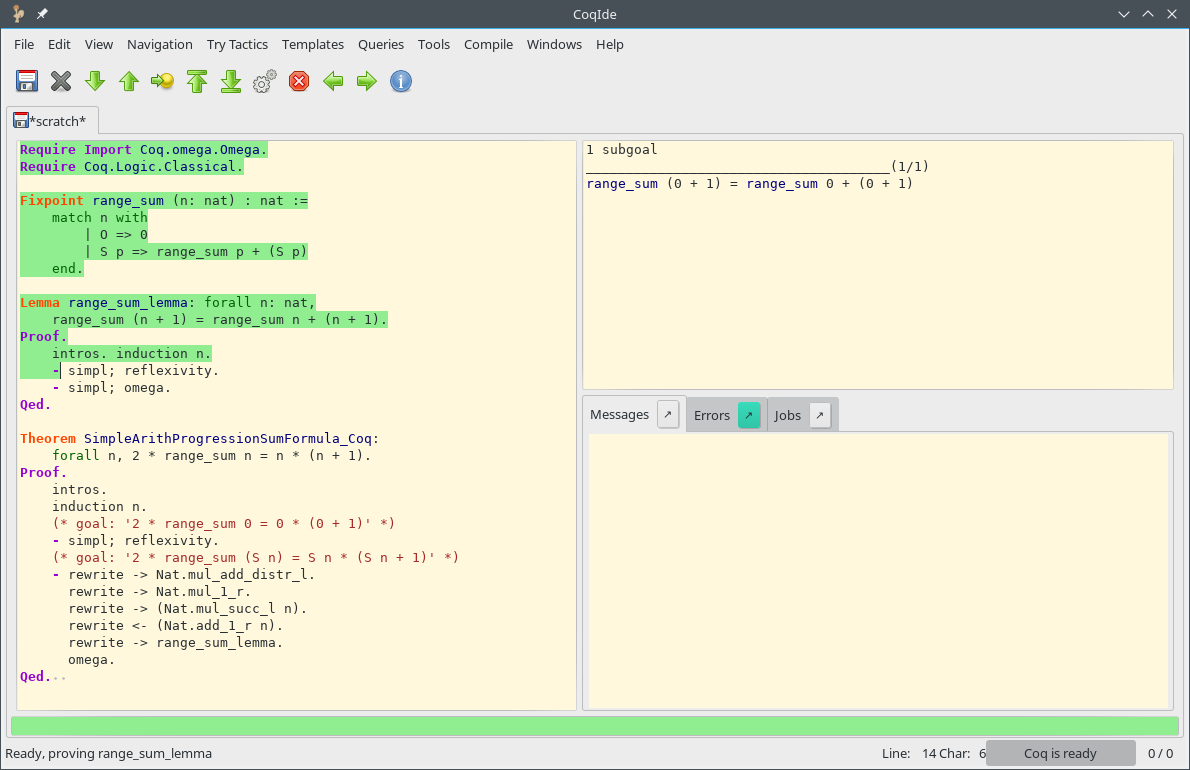 CoqIde
File Edit View Navigation Try Tactics Templates Queries Tools Compile Windows Help
*scratch*
Require Import Coq.omega.Omega.
Require Coq.Logic.Classical.
Fixpoint range_sum (n: nat) : nat :=
    match n with
        | O => 0
        | S p => range_sum p + (S p)
    end.
Lemma range_sum_lemma: forall n: nat,
    range_sum (n + 1) = range_sum n + (n + 1).
Proof.
    intros. induction n.
    - simpl; reflexivity.
    - simpl; omega.
Qed.
Theorem SimpleArithProgressionSumFormula_Coq:
    forall n, 2 * range_sum n = n * (n + 1).
Proof.
    intros.
    induction n.
    (* goal: '2 * range_sum 0 = 0 * (0 + 1)' *)
    - simpl; reflexivity.
    (* goal: '2 * range_sum (S n) = S n * (S n + 1)' *)
    - rewrite -> Nat.mul_add_distr_l.
      rewrite -> Nat.mul_1_r.
      rewrite -> (Nat.mul_succ_l n).
      rewrite <- (Nat.add_1_r n).
      rewrite -> range_sum_lemma.
      omega.
Qed.
1 subgoal
______________________________________(1/1)
range_sum (0 + 1) = range_sum 0 + (0 + 1)
Messages Errors Jobs
Ready, proving range_sum_lemma
Line: 14 Char: 6 Coq is ready 0 / 0